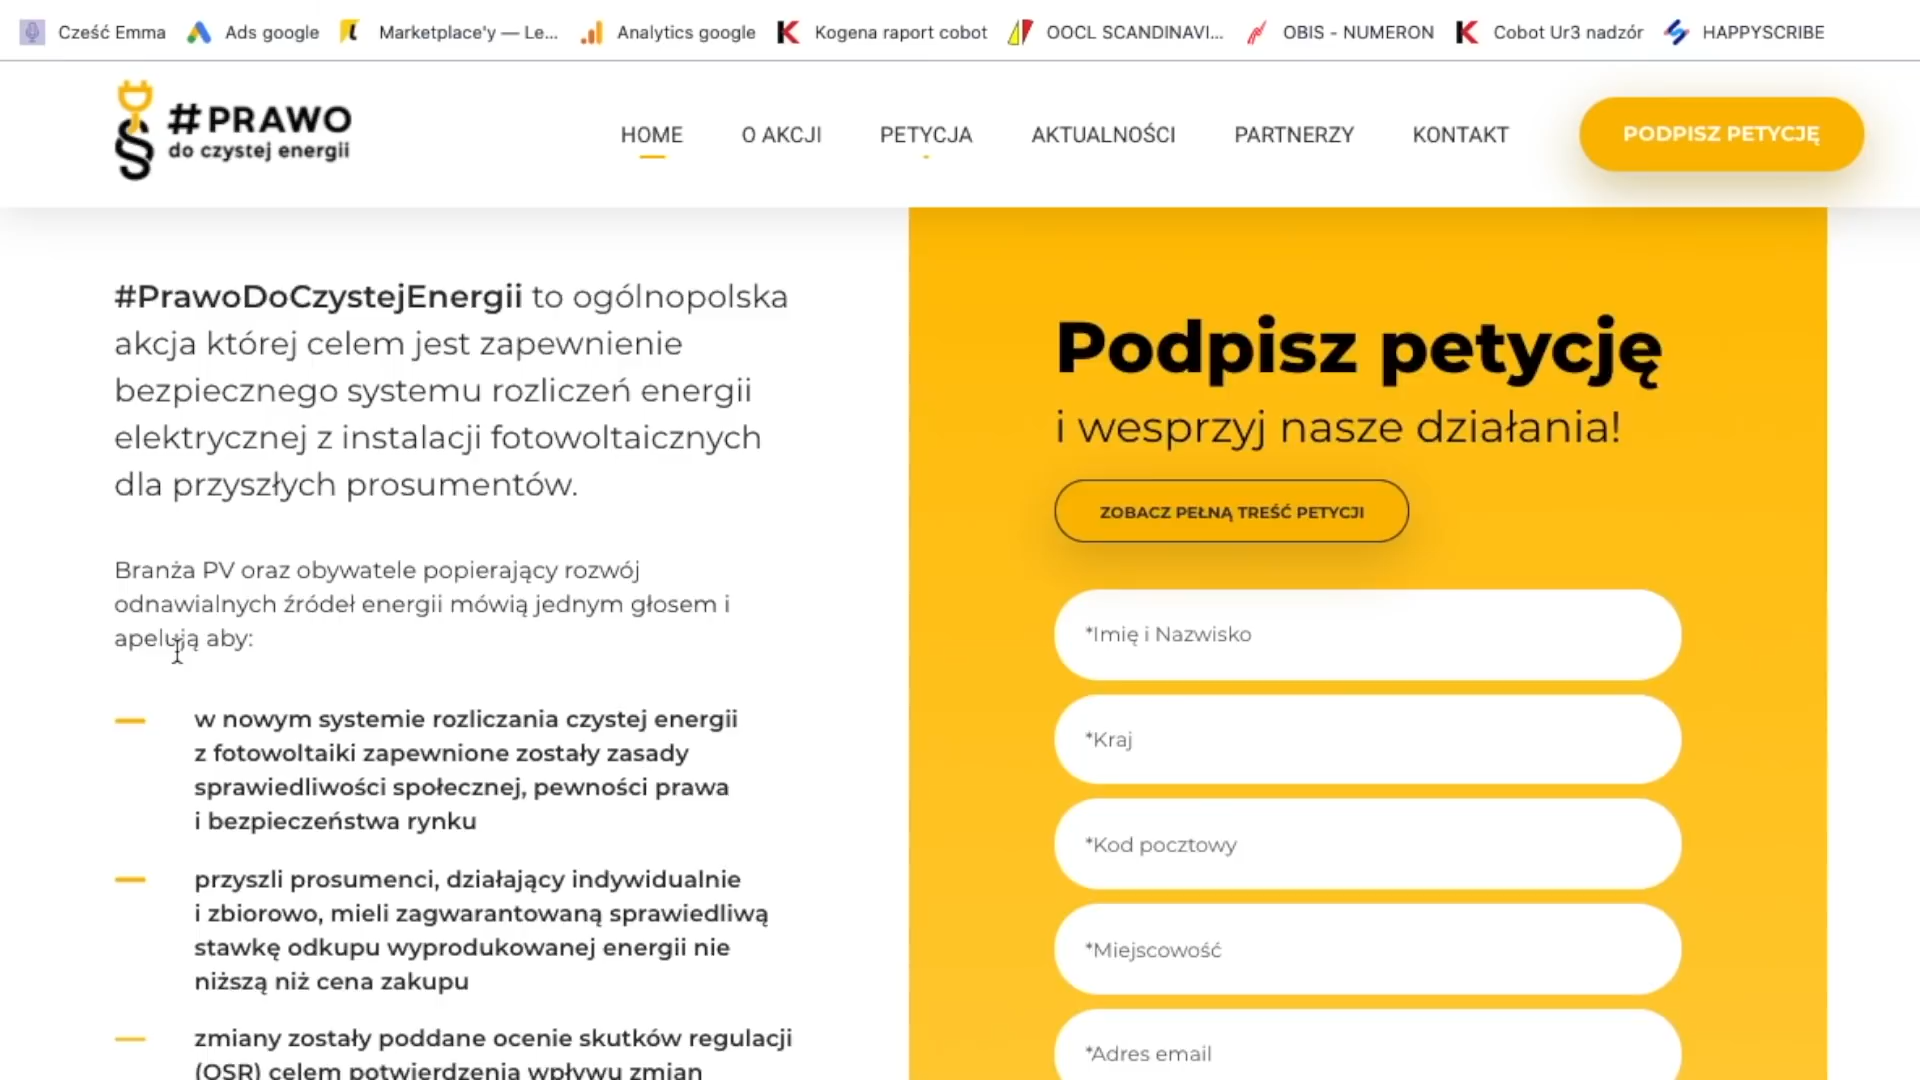 Cześć Emma Ads google Marketplace'y — Le... Analytics google Kogena raport cobot OOCL SCANDINAVI... OBIS - NUMERON Cobot Ur3 nadzór HAPPYSCRIBE
#PRAWO
do czystej energii
HOME O AKCJI PETYCJA AKTUALNOŚCI PARTNERZY KONTAKT PODPISZ PETYCJĘ
#PrawoDoCzystejEnergii to ogólnopolska
akcja której celem jest zapewnienie
bezpiecznego systemu rozliczeń energii
elektrycznej z instalacji fotowoltaicznych
dla przyszłych prosumentów.
Branża PV oraz obywatele popierający rozwój
odnawialnych źródeł energii mówią jednym głosem i
apelują aby:
w nowym systemie rozliczania czystej energii
z fotowoltaiki zapewnione zostały zasady
sprawiedliwości społecznej, pewności prawa
i bezpieczeństwa rynku
przyszli prosumenci, działający indywidualnie
i zbiorowo, mieli zagwarantowaną sprawiedliwą
stawkę odkupu wyprodukowanej energii nie
niższą niż cena zakupu
zmiany zostały poddane ocenie skutków regulacji
(OSR) celem potwierdzenia wpływu zmian
Podpisz petycję
i wesprzyj nasze działania!
ZOBACZ PEŁNĄ TREŚĆ PETYCJI
*Imię i Nazwisko
*Kraj
*Kod pocztowy
*Miejscowość
*Adres email